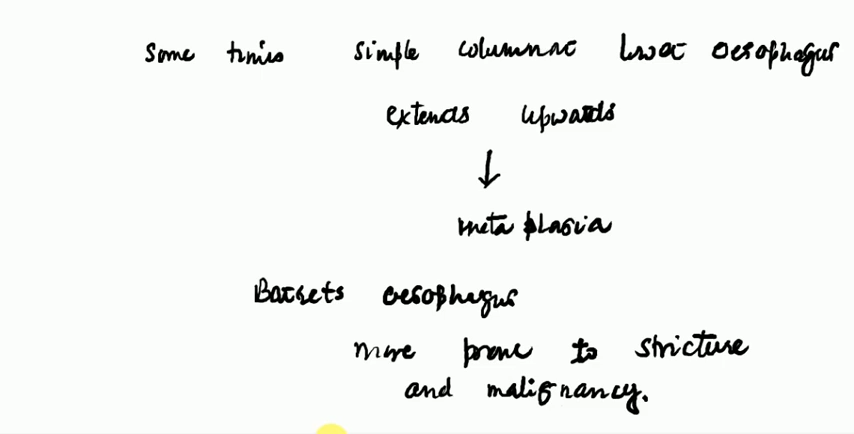 Some times simple columnar lower oesophagus
extends upwards
↓
metaplasia
Barrets oesophagus
more prone to stricture
and malignancy.